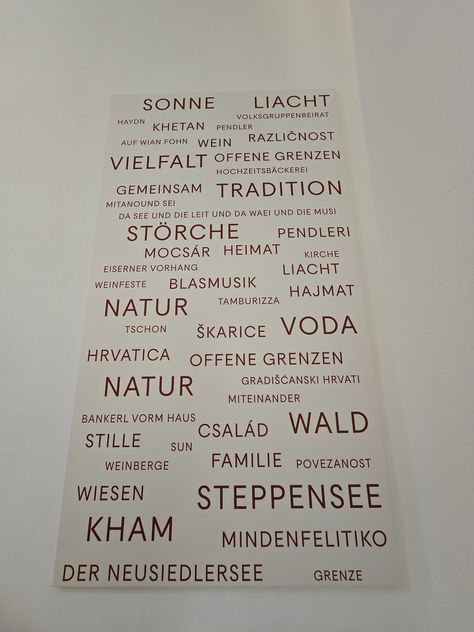 SONNE LIACHT
HAYDN VOLKSGRUPPENBEIRAT
KHETAN PENDLER
AUF WIAN FOHN WEIN RAZLIČNOST
VIELFALT OFFENE GRENZEN
HOCHZEITSBÄCKEREI
GEMEINSAM TRADITION
MITANOUND SEI
DA SEE UND DIE LEIT UND DA WAEI UND DIE MUSI
STÖRCHE PENDLERI
MOCSÁR HEIMAT KIRCHE
EISERNER VORHANG LIACHT
WEINFESTE BLASMUSIK HAJMAT
NATUR TAMBURIZZA
TSCHON ŠKARICE VODA
HRVATICA OFFENE GRENZEN
NATUR GRADIŠĆANSKI HRVATI
MITEINANDER
BANKERL VORM HAUS WALD
STILLE SUN CSALÁD
WEINBERGE FAMILIE POVEZANOST
WIESEN STEPPENSEE
KHAM MINDENFELITIKO
DER NEUSIEDLERSEE GRENZE